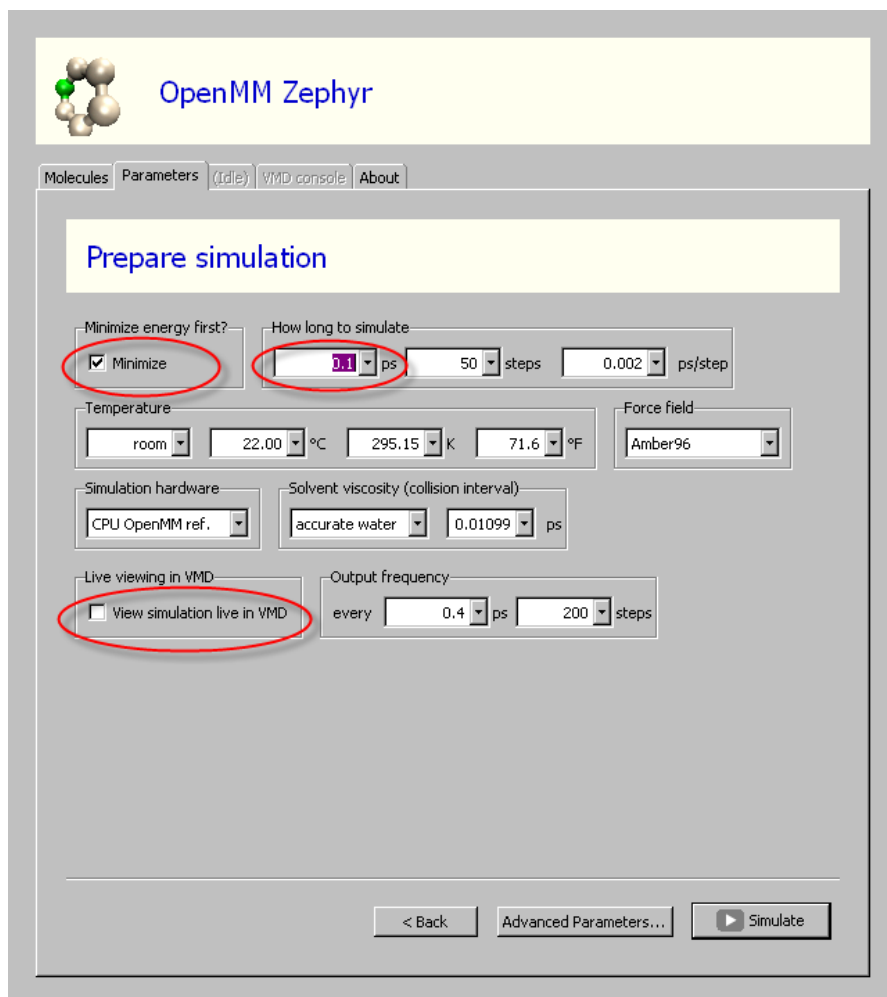 OpenMM Zephyr
Molecules Parameters (Idle) VMD console About
Prepare simulation
Minimize energy first? How long to simulate
Minimize 0.1 ps 50 steps 0.002 ps/step
Temperature Force field
room 22.00 °C 295.15 K 71.6 °F Amber96
Simulation hardware Solvent viscosity (collision interval)
CPU OpenMM ref. accurate water 0.01099 ps
Live viewing in VMD Output frequency
View simulation live in VMD every 0.4 ps 200 steps
< Back Advanced Parameters... Simulate